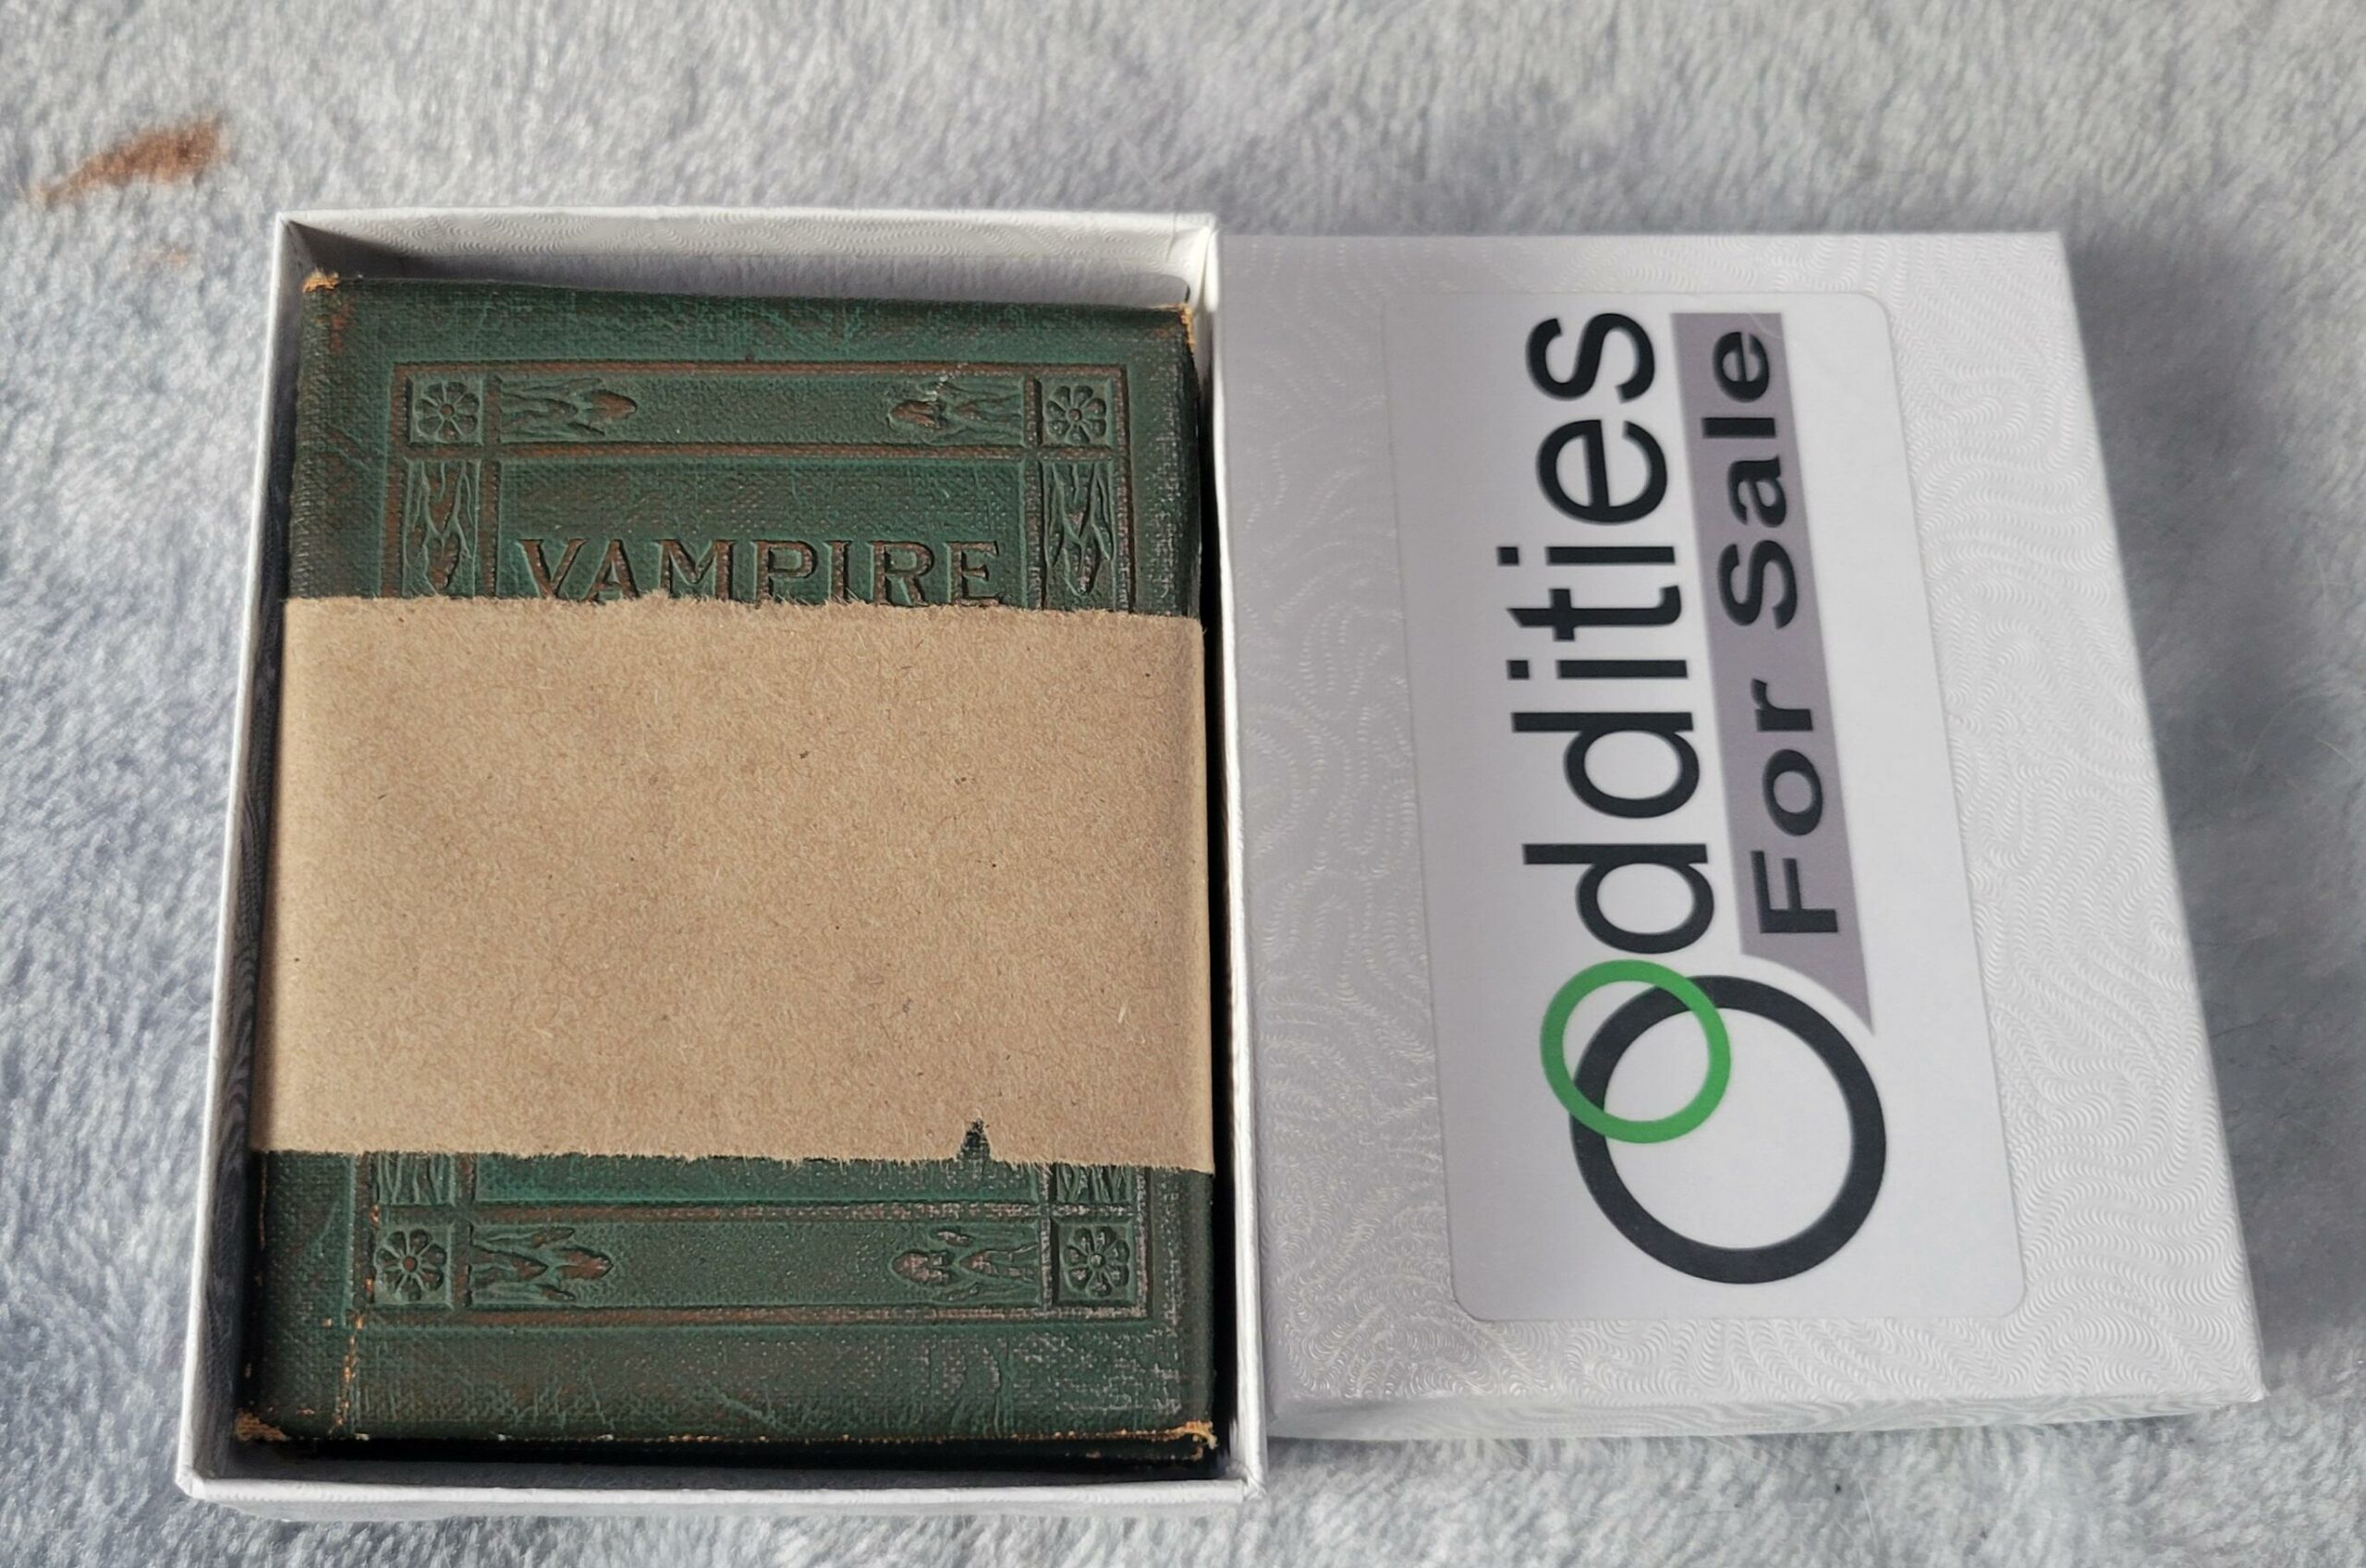 VAMPIRE
Oddities
For Sale